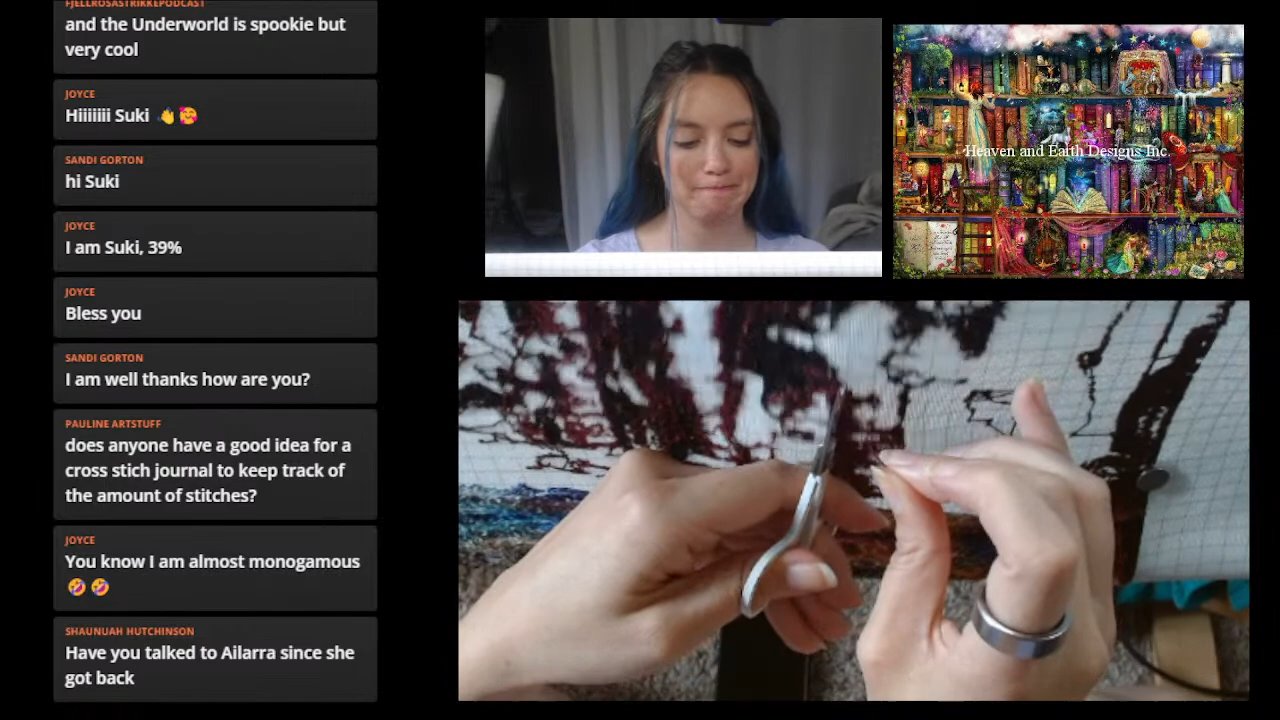 FJELLROSASTRIKKEPODCAST
and the Underworld is spookie but
very cool
JOYCE
Hiiiiiii Suki 👋🥰
SANDI GORTON
hi Suki
JOYCE
I am Suki, 39%
JOYCE
Bless you
SANDI GORTON
I am well thanks how are you?
PAULINE ARTSTUFF
does anyone have a good idea for a
cross stich journal to keep track of
the amount of stitches?
JOYCE
You know I am almost monogamous
🤣🤣
SHAUNUAH HUTCHINSON
Have you talked to Ailarra since she
got back
Heaven and Earth Designs Inc.